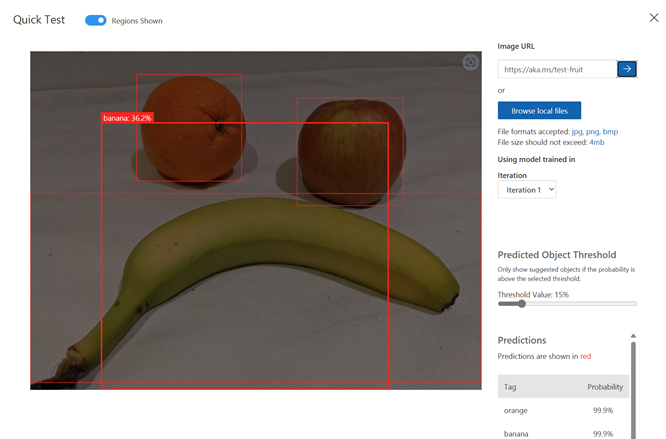 Quick Test
Regions Shown
banana: 36.2%
Image URL
https://aka.ms/test-fruit
or
Browse local files
File formats accepted: jpg, png, bmp
File size should not exceed: 4mb
Using model trained in
Iteration
Iteration 1
Predicted Object Threshold
Only show suggested objects if the probability is
above the selected threshold.
Threshold Value: 15%
Predictions
Predictions are shown in red
Tag Probability
orange 99.9%
banana 99.9%